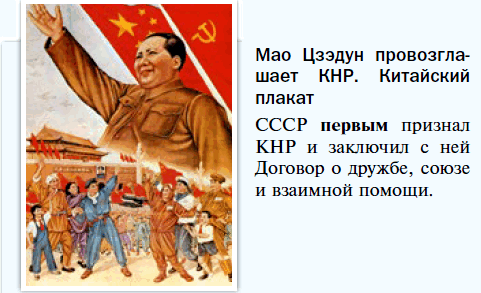 Мао Цзэдун провозгла-
шает КНР. Китайский
плакат
СССР первым признал
КНР и заключил с ней
Договор о дружбе, союзе
и взаимной помощи.